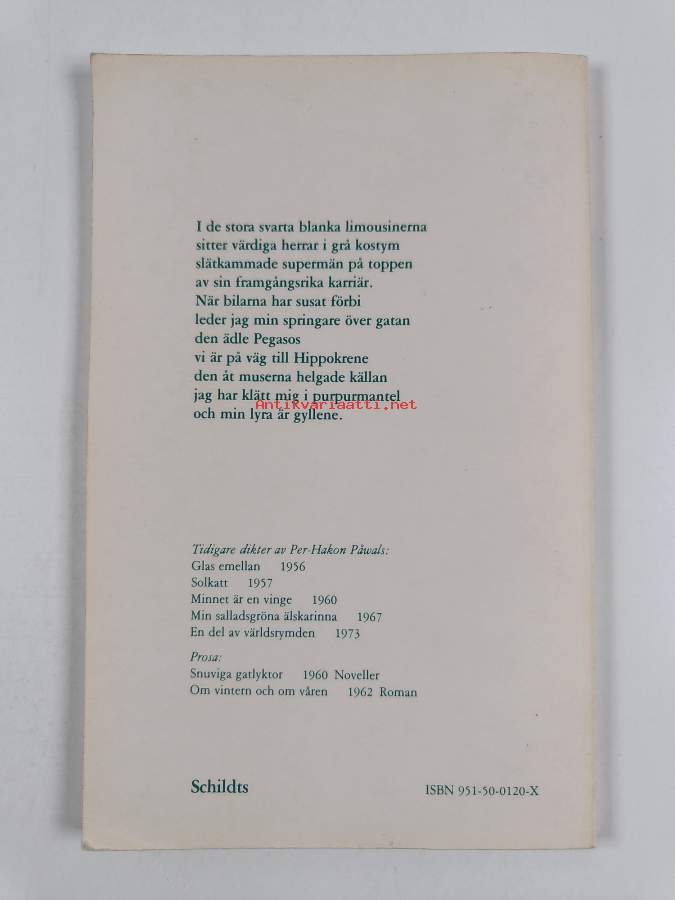 I de stora svarta blanka limousinerna
sitter värdiga herrar i grå kostym
slätkammade supermän på toppen
av sin framgångsrika karriär.
När bilarna har susat förbi
leder jag min springare över gatan
den ädle Pegasos
vi är på väg till Hippokrene
den åt muserna helgade källan
jag har klätt mig i purpurmantel
Antikvariaatti.net
och min lyra är gyllene.
Tidigare dikter av Per-Hakon Påwals:
Glas emellan 1956
Solkatt 1957
Minnet är en vinge 1960
Min salladsgröna älskarinna 1967
En del av världsrymden 1973
Prosa:
Snuviga gatlyktor 1960 Noveller
Om vintern och om våren 1962 Roman
Schildts
ISBN 951-50-0120-X